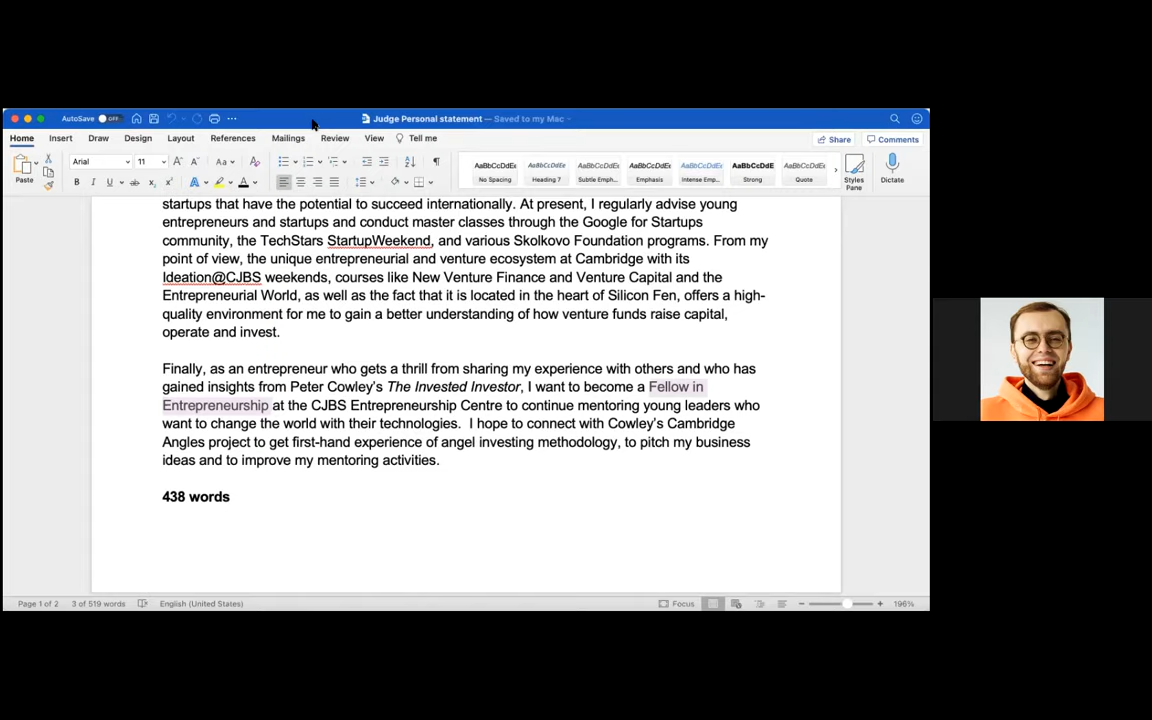 AutoSave OFF Judge Personal statement — Saved to my Mac
Home Insert Draw Design Layout References Mailings Review View Tell me Share Comments
Paste Arial 11 Aa A A AaBbCcDdEx AaBbCcDdEx AaBbCcDdEx AaBbCcDdEx AaBbCcDdEx AaBbCcDdE AaBbCcDdEx
B I U ab x₂ x² A No Spacing Heading 7 Subtle Emph... Emphasis Intense Emp... Strong Quote Styles Pane Dictate
startups that have the potential to succeed internationally. At present, I regularly advise young
entrepreneurs and startups and conduct master classes through the Google for Startups
community, the TechStars StartupWeekend, and various Skolkovo Foundation programs. From my
point of view, the unique entrepreneurial and venture ecosystem at Cambridge with its
Ideation@CJBS weekends, courses like New Venture Finance and Venture Capital and the
Entrepreneurial World, as well as the fact that it is located in the heart of Silicon Fen, offers a high-
quality environment for me to gain a better understanding of how venture funds raise capital,
operate and invest.
Finally, as an entrepreneur who gets a thrill from sharing my experience with others and who has
gained insights from Peter Cowley's The Invested Investor, I want to become a Fellow in
Entrepreneurship at the CJBS Entrepreneurship Centre to continue mentoring young leaders who
want to change the world with their technologies.  I hope to connect with Cowley's Cambridge
Angles project to get first-hand experience of angel investing methodology, to pitch my business
ideas and to improve my mentoring activities.
438 words
Page 1 of 2 3 of 519 words English (United States) Focus 196%